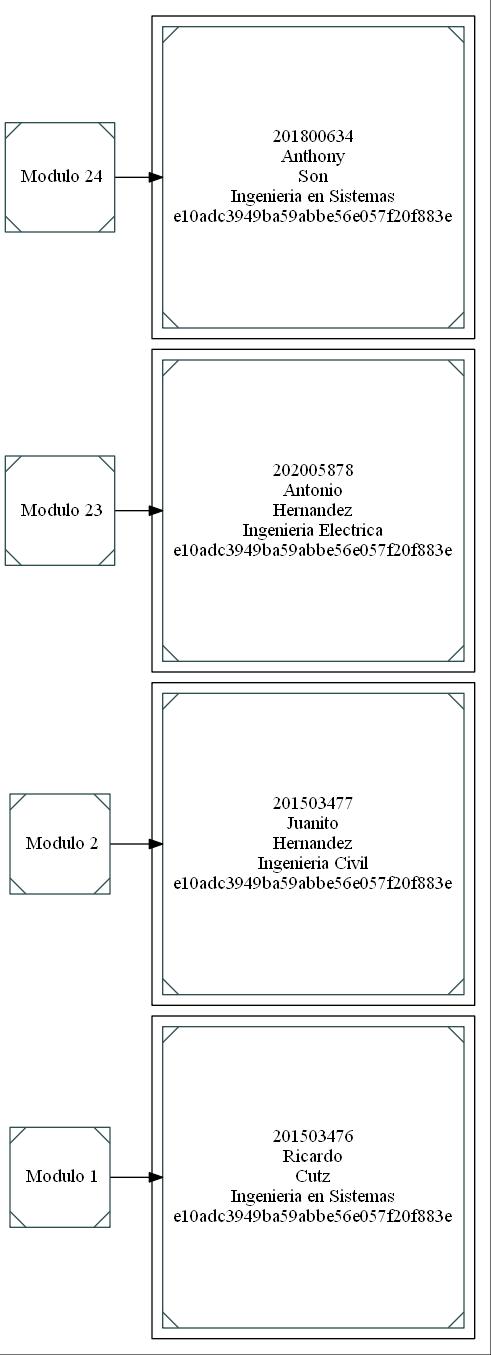 Modulo 24
201800634
Anthony
Son
Ingenieria en Sistemas
e10adc3949ba59abbe56e057f20f883e
Modulo 23
202005878
Antonio
Hernandez
Ingenieria Electrica
e10adc3949ba59abbe56e057f20f883e
Modulo 2
201503477
Juanito
Hernandez
Ingenieria Civil
e10adc3949ba59abbe56e057f20f883e
Modulo 1
201503476
Ricardo
Cutz
Ingenieria en Sistemas
e10adc3949ba59abbe56e057f20f883e